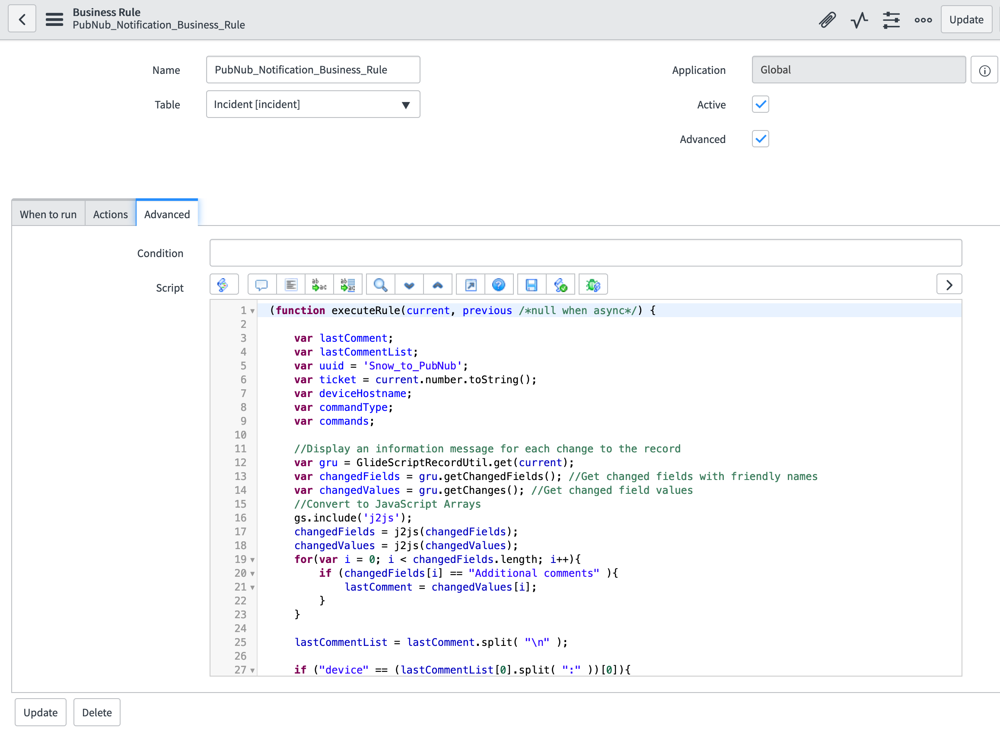 Business Rule
PubNub_Notification_Business_Rule
Update
Name
PubNub_Notification_Business_Rule
Application
Global
Table
Incident [incident]
Active
Advanced
When to run
Actions
Advanced
Condition
Script
1 (function executeRule(current, previous /*null when async*/) {
2
3 var lastComment;
4 var lastCommentList;
5 var uuid = 'Snow_to_PubNub';
6 var ticket = current.number.toString();
7 var deviceHostname;
8 var commandType;
9 var commands;
10
11 //Display an information message for each change to the record
12 var gru = GlideScriptRecordUtil.get(current);
13 var changedFields = gru.getChangedFields(); //Get changed fields with friendly names
14 var changedValues = gru.getChanges(); //Get changed field values
15 //Convert to JavaScript Arrays
16 gs.include('j2js');
17 changedFields = j2js(changedFields);
18 changedValues = j2js(changedValues);
19 for(var i = 0; i < changedFields.length; i++){
20 if (changedFields[i] == "Additional comments" ){
21 lastComment = changedValues[i];
22 }
23 }
24
25 lastCommentList = lastComment.split( "\n" );
26
27 if ("device" == (lastCommentList[0].split( ":" ))[0]){
Update
Delete